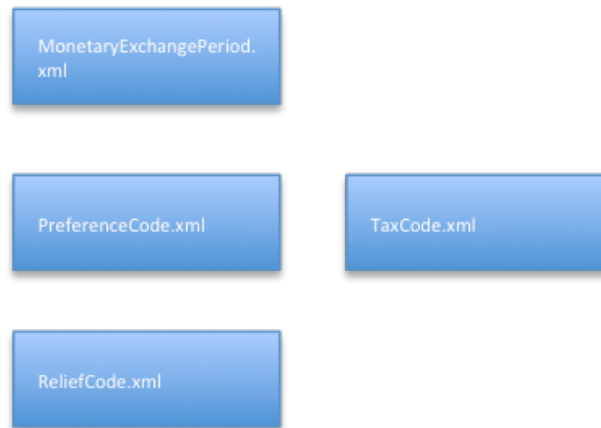 MonetaryExchangePeriod.
xml
PreferenceCode.xml
TaxCode.xml
ReliefCode.xml